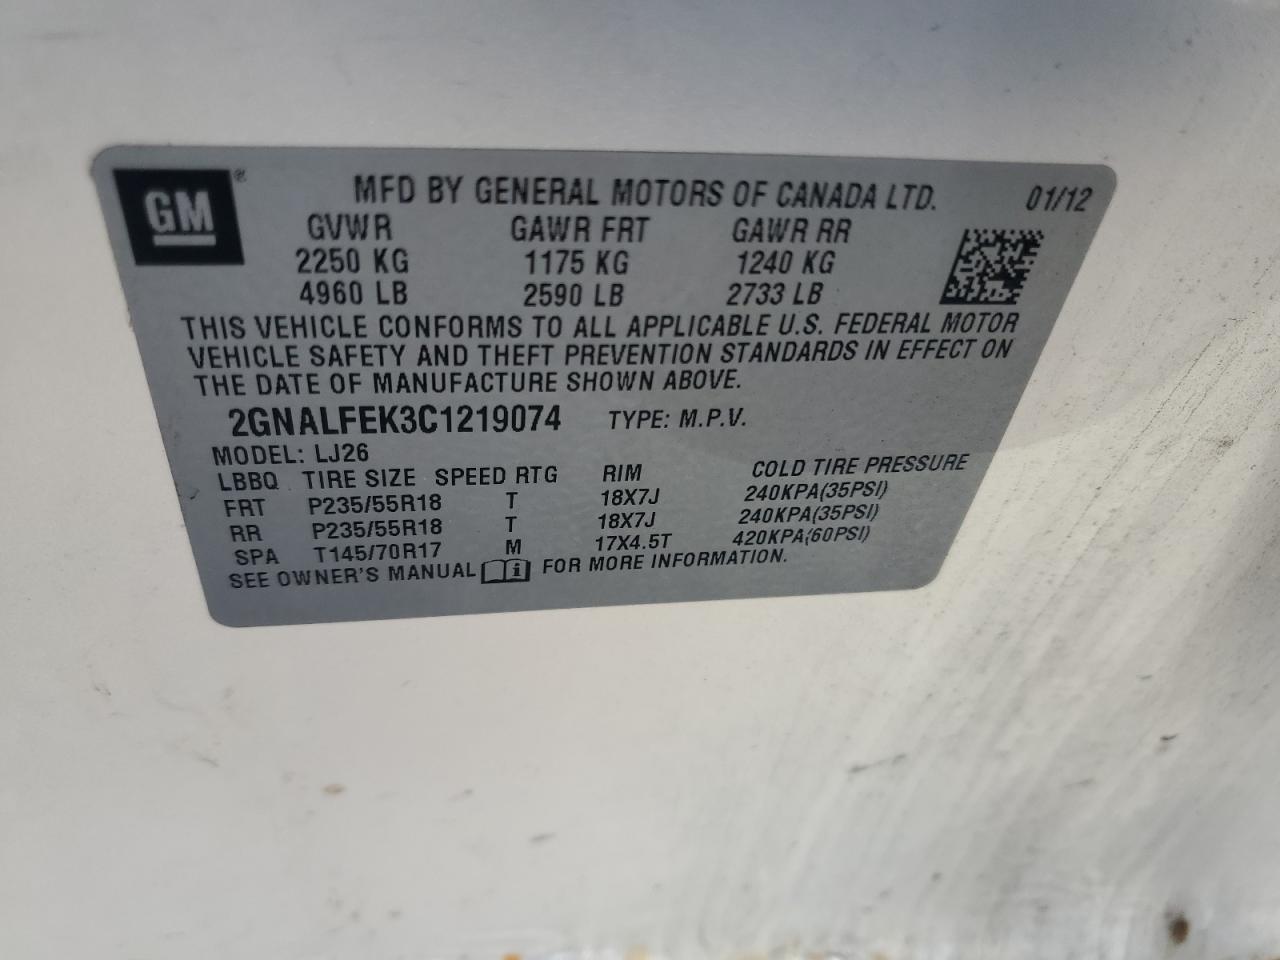 GM® MFD BY GENERAL MOTORS OF CANADA LTD. 01/12
GVWR GAWR FRT GAWR RR
2250 KG 1175 KG 1240 KG
4960 LB 2590 LB 2733 LB
THIS VEHICLE CONFORMS TO ALL APPLICABLE U.S. FEDERAL MOTOR
VEHICLE SAFETY AND THEFT PREVENTION STANDARDS IN EFFECT ON
THE DATE OF MANUFACTURE SHOWN ABOVE.
2GNALFEK3C1219074 TYPE: M.P.V.
MODEL: LJ26
LBBQ TIRE SIZE SPEED RTG RIM COLD TIRE PRESSURE
FRT P235/55R18 T 18X7J 240KPA(35PSI)
RR P235/55R18 T 18X7J 240KPA(35PSI)
SPA T145/70R17 M 17X4.5T 420KPA(60PSI)
SEE OWNER'S MANUAL i FOR MORE INFORMATION.